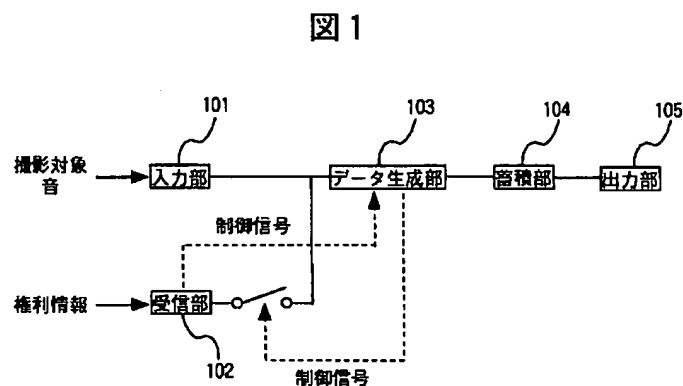 図1
101
103
104
105
撮影対象
音
入力部
データ生成部
蓄積部
出力部
制御信号
権利情報
受信部
102
制御信号